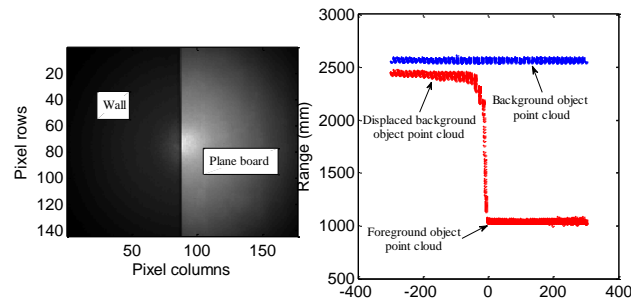 20
40
60
80
100
120
140
Pixel rows
Wall
Plane board
50
100
150
Pixel columns
3000
2500
2000
1500
1000
500
Range (mm)
Displaced background
object point cloud
Background object
point cloud
Foreground object
point cloud
-400
-200
0
200
400